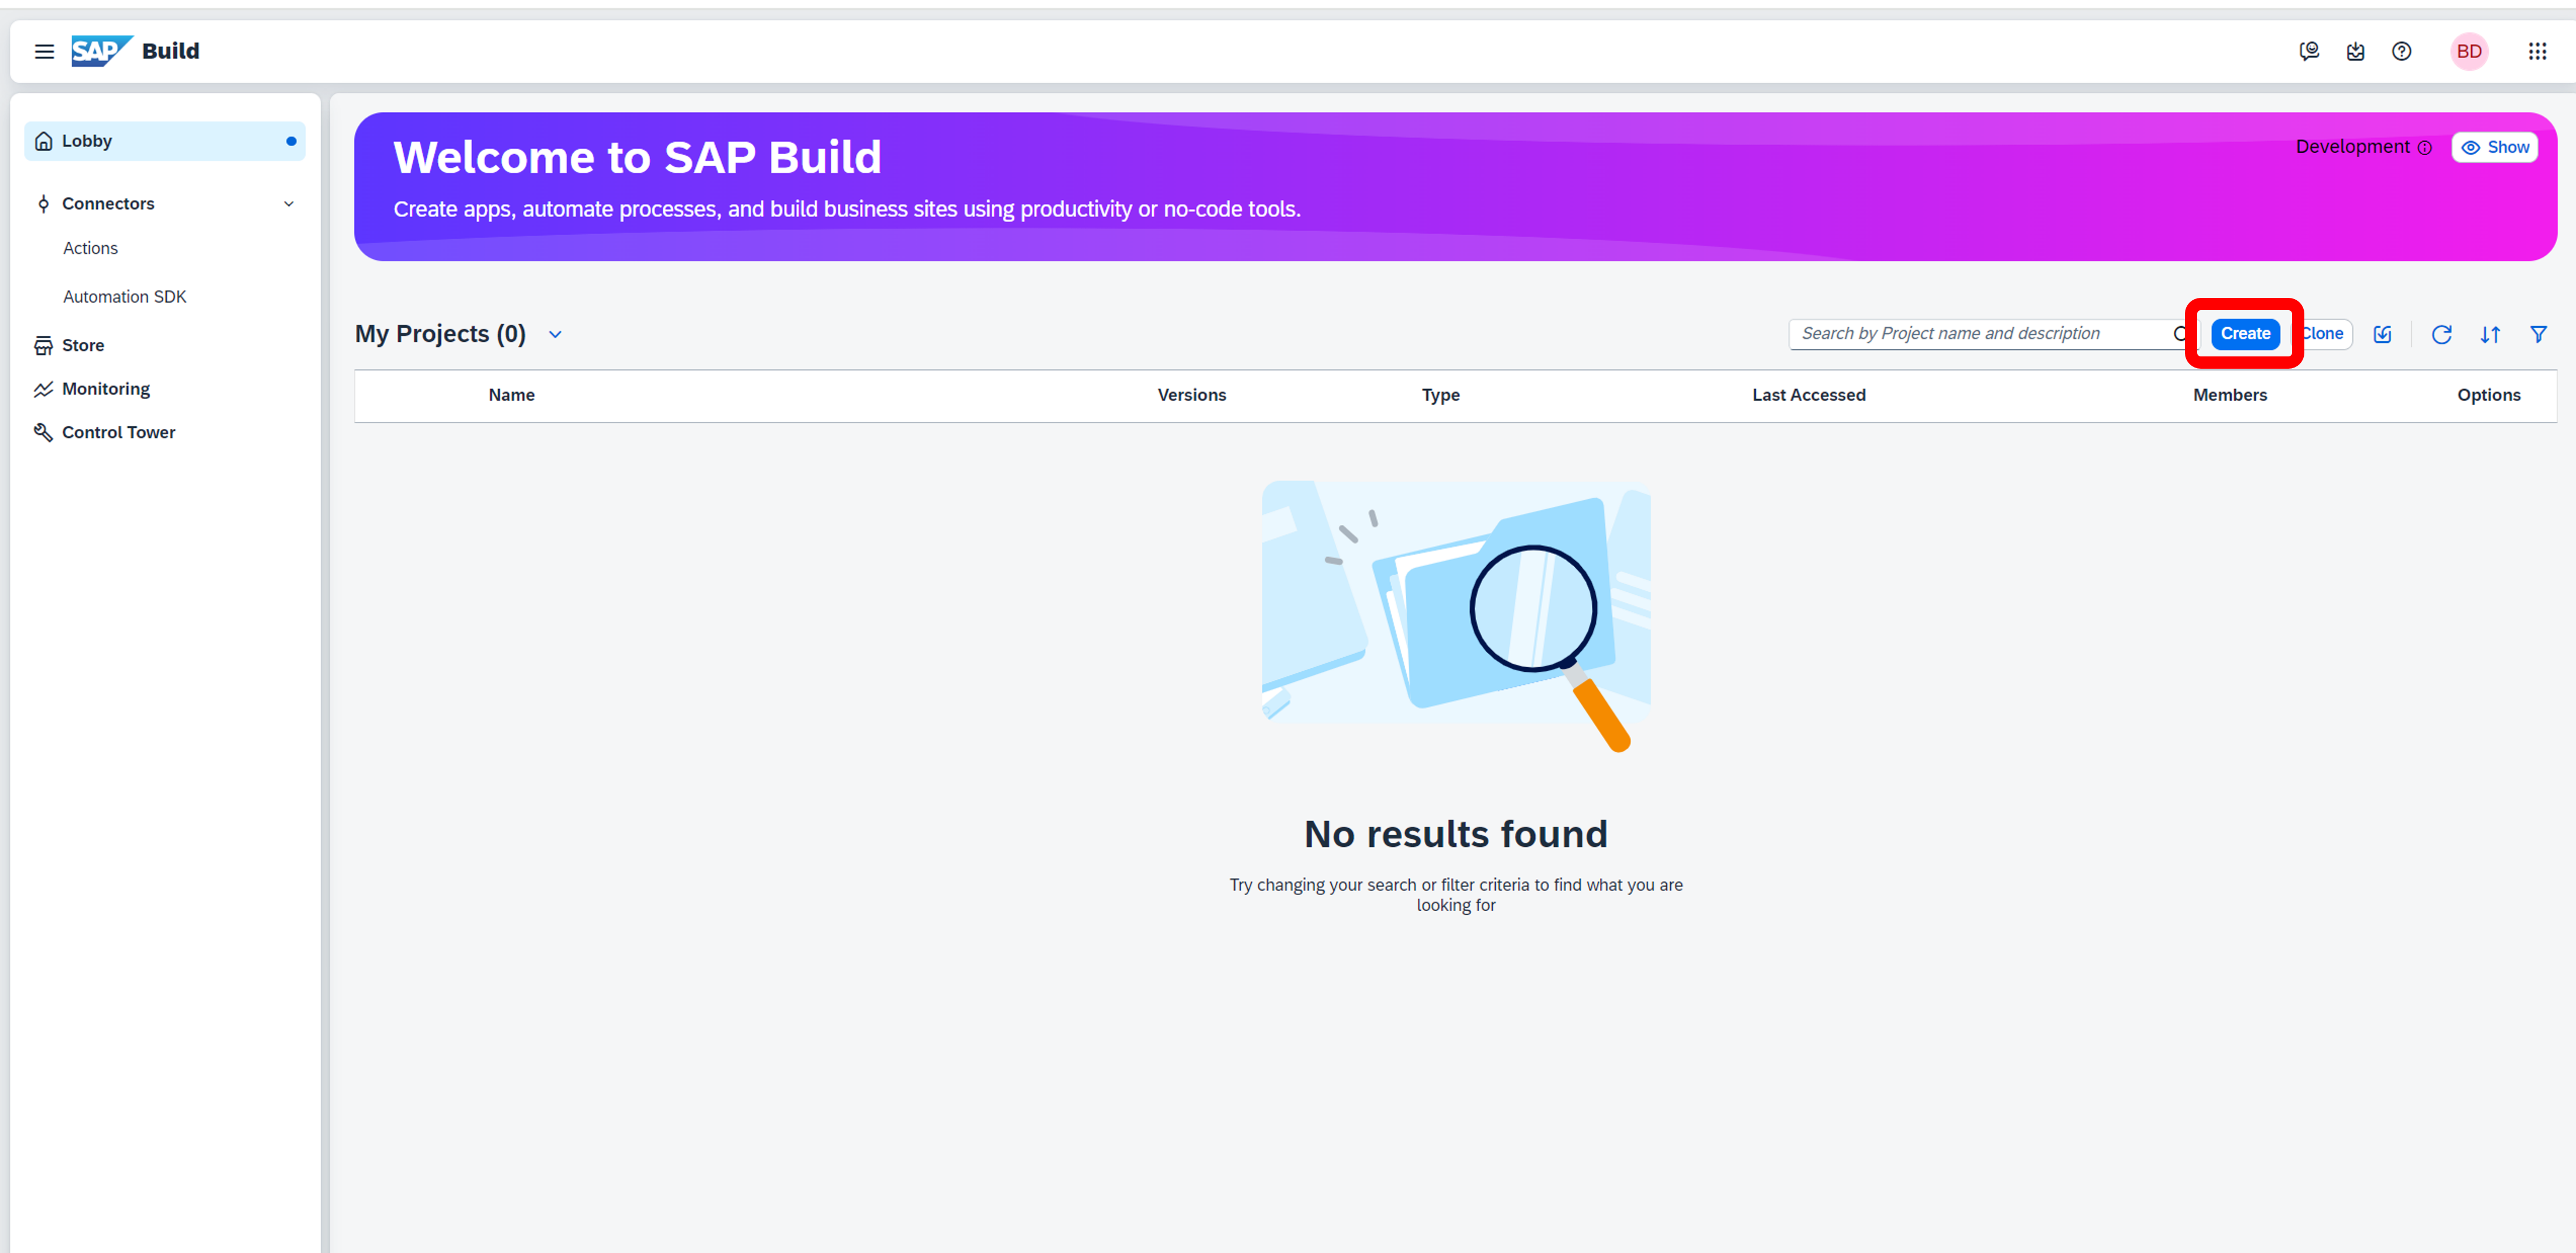 SAP Build
BD
Lobby
Connectors
Actions
Automation SDK
Store
Monitoring
Control Tower
Welcome to SAP Build
Create apps, automate processes, and build business sites using productivity or no-code tools.
Development
Show
My Projects (0)
Search by Project name and description
Create
Clone
Name Versions Type Last Accessed Members Options
No results found
Try changing your search or filter criteria to find what you are
looking for